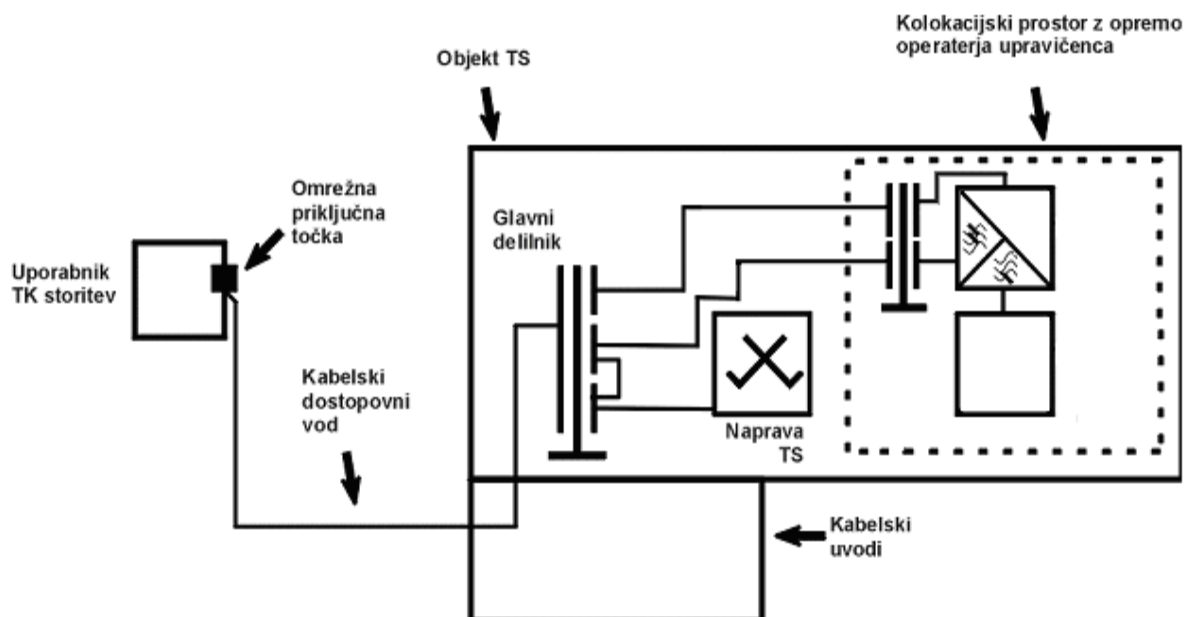 Kolokacijski prostor z opremo
operaterja upravičenca
Objekt TS
Omrežna
priključna
točka
Glavni
delilnik
Uporabnik
TK storitev
Kabelski
dostopovni
vod
Naprava
TS
Kabelski
uvodi